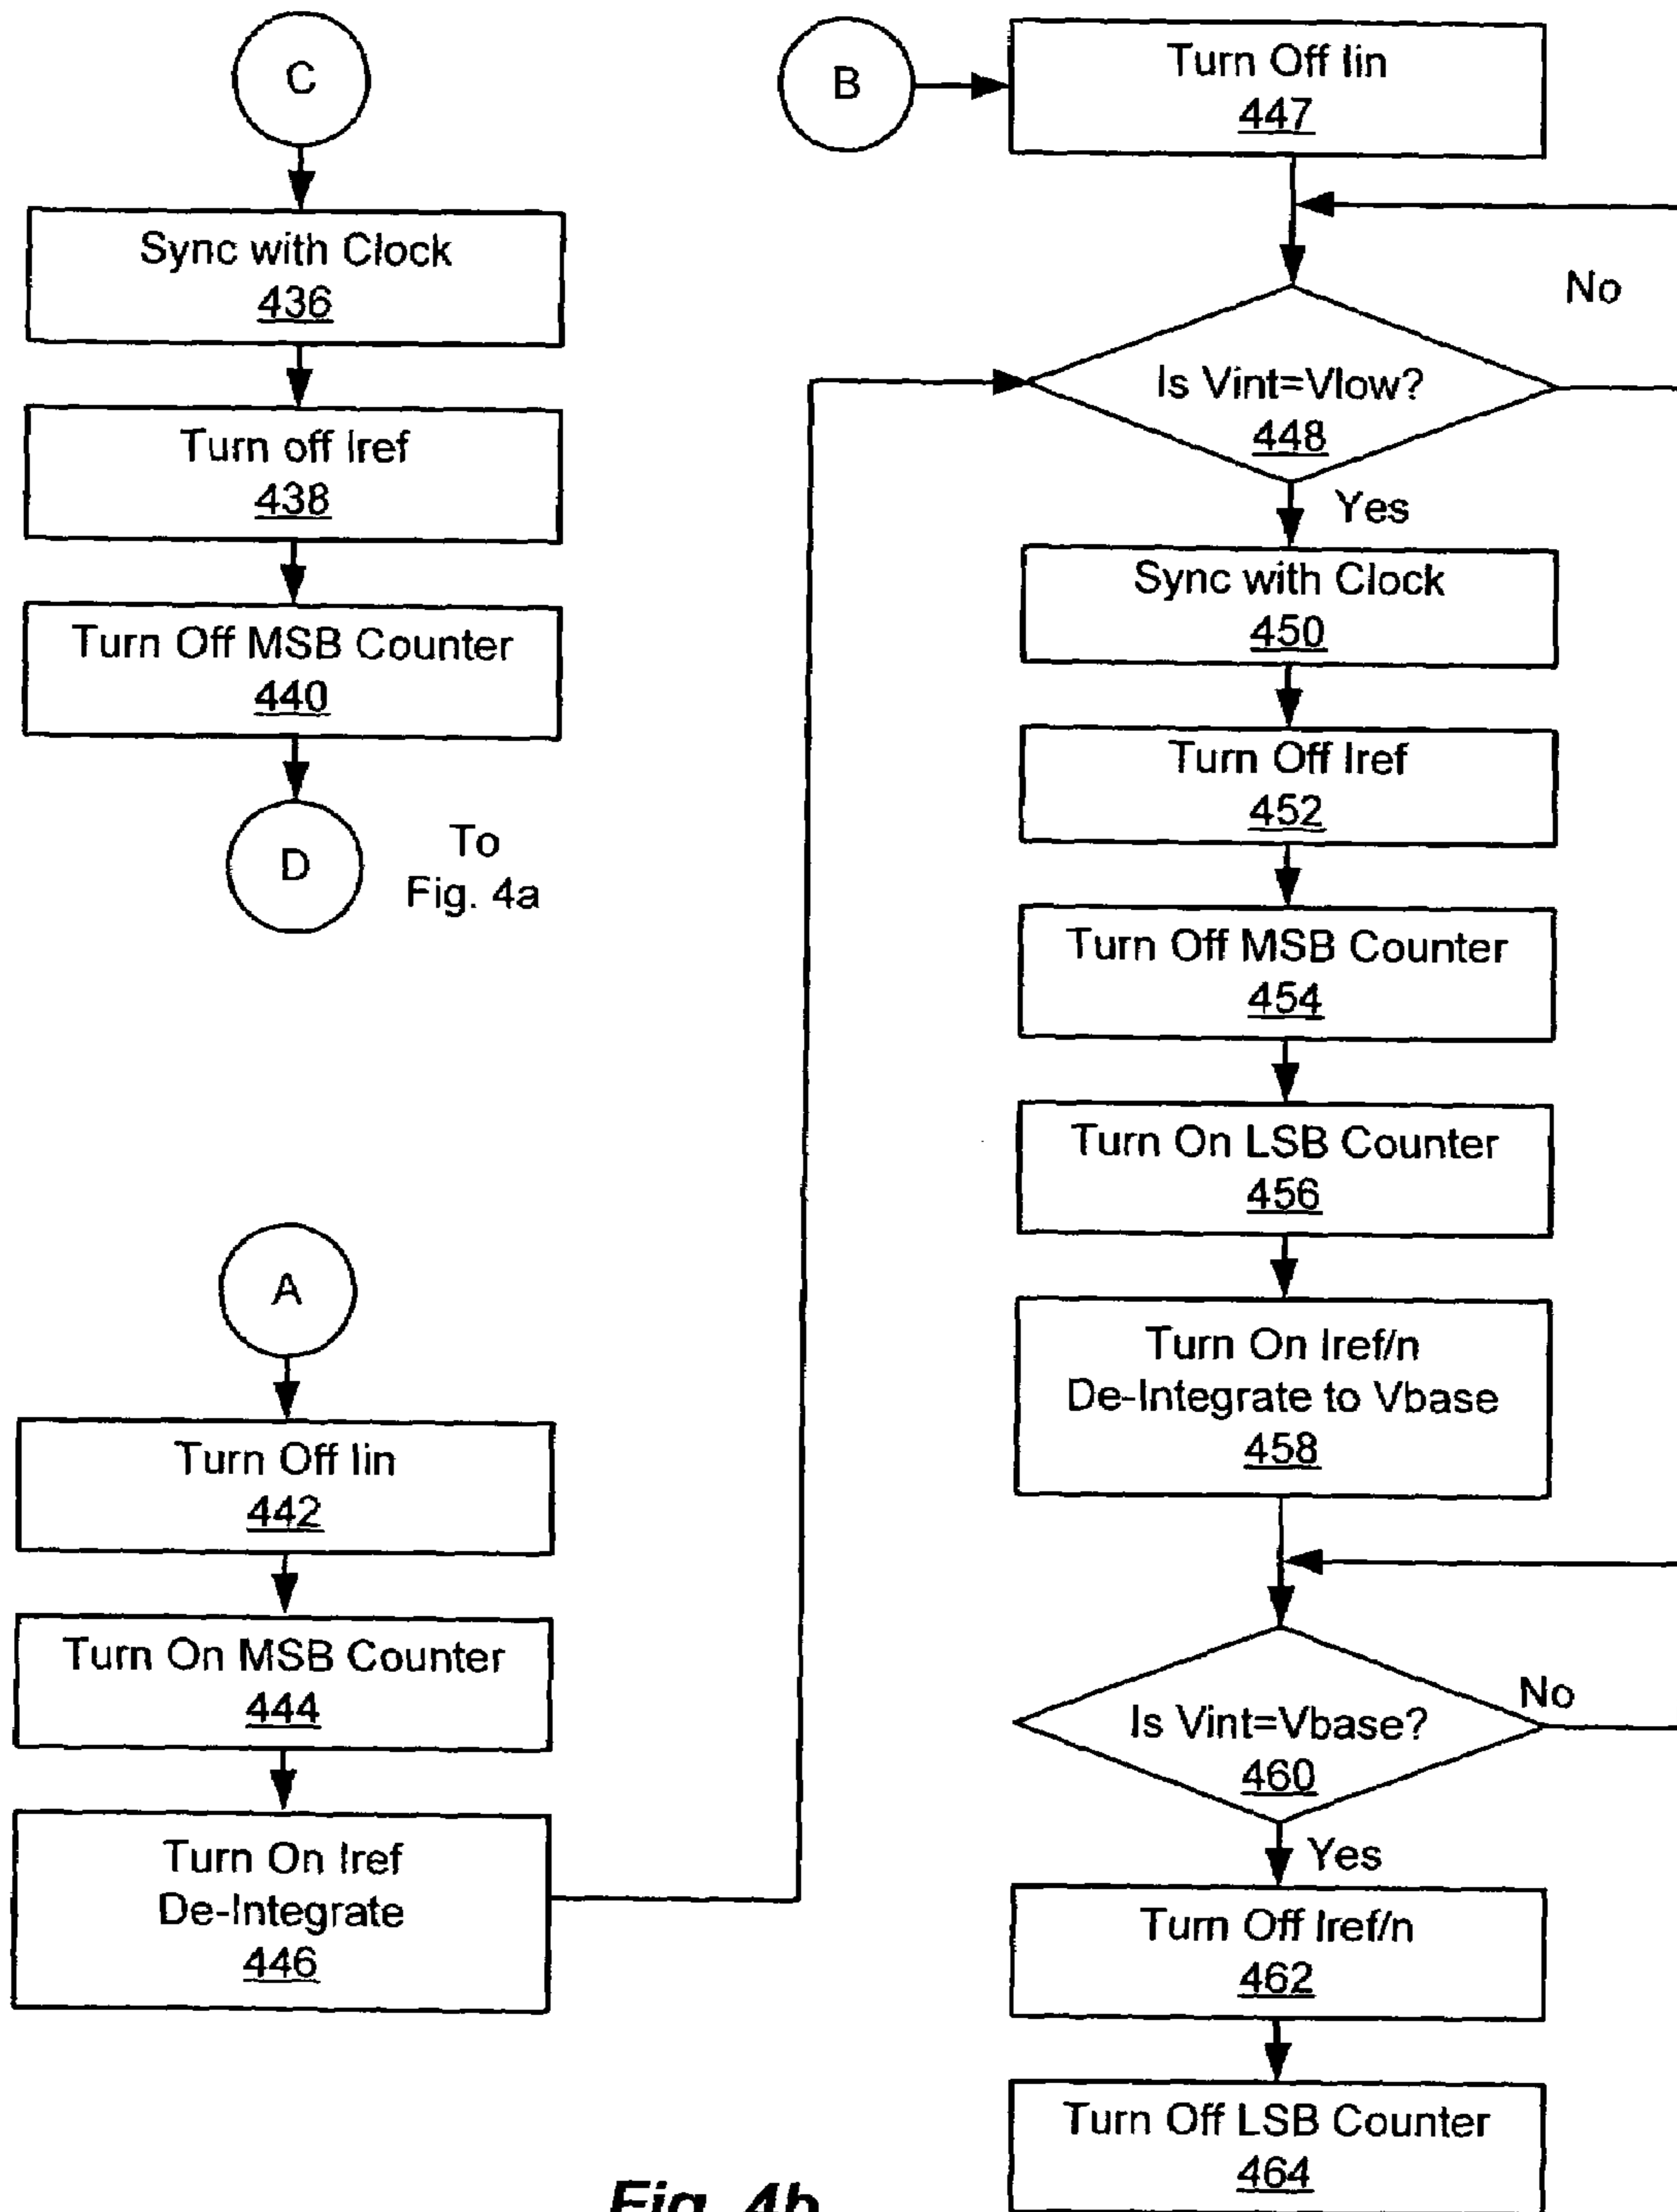 C
Sync with Clock
436
Turn off Iref
438
Turn Off MSB Counter
440
D
To
Fig. 4a
A
Turn Off Iin
442
Turn On MSB Counter
444
Turn On Iref
De-Integrate
446
B
Turn Off Iin
447
No
Is Vint=Vlow?
448
Yes
Sync with Clock
450
Turn Off Iref
452
Turn Off MSB Counter
454
Turn On LSB Counter
456
Turn On Iref/n
De-Integrate to Vbase
458
No
Is Vint=Vbase?
460
Yes
Turn Off Iref/n
462
Turn Off LSB Counter
464
Fig. 4b